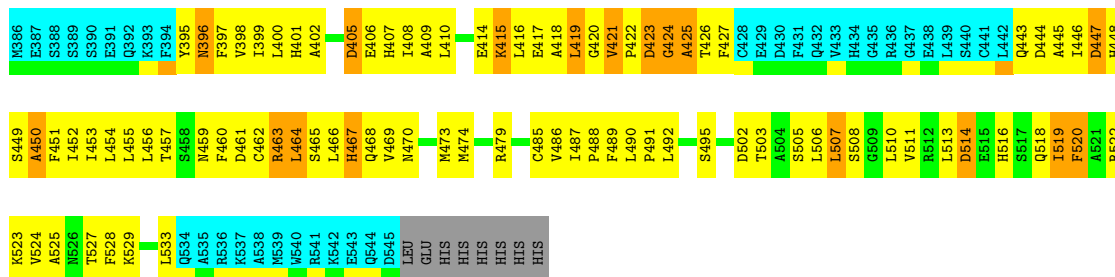 M386 E387 S388 S389 S390 E391 Q392 K393 F394 Y395 N396 F397 V398 I399 L400 H401 A402 D405 E406 H407 I408 A409 L410 E414 K415 L416 E417 A418 L419 G420 V421 P422 D423 G424 A425 T426 F427 C428 E429 D430 F431 Q432 V433 H434 G435 R436 G437 E438 L439 S440 C441 L442 Q443 D444 A445 I446 D447 H448
S449 A450 F451 I452 I453 L454 L455 L456 T457 S458 N459 F460 D461 C462 R463 L464 S465 L466 H467 Q468 V469 N470 M473 M474 R479 C485 V486 I487 P488 F489 L490 P491 L492 S495 D502 T503 A504 S505 L506 L507 S508 G509 L510 V511 R512 L513 D514 E515 H516 S517 Q518 I519 F520 A521 R522
K523 V524 A525 N526 T527 F528 K529 L533 Q534 A535 R536 K537 A538 M539 W540 R541 K542 E543 Q544 D545 LEU GLU HIS HIS HIS HIS HIS HIS